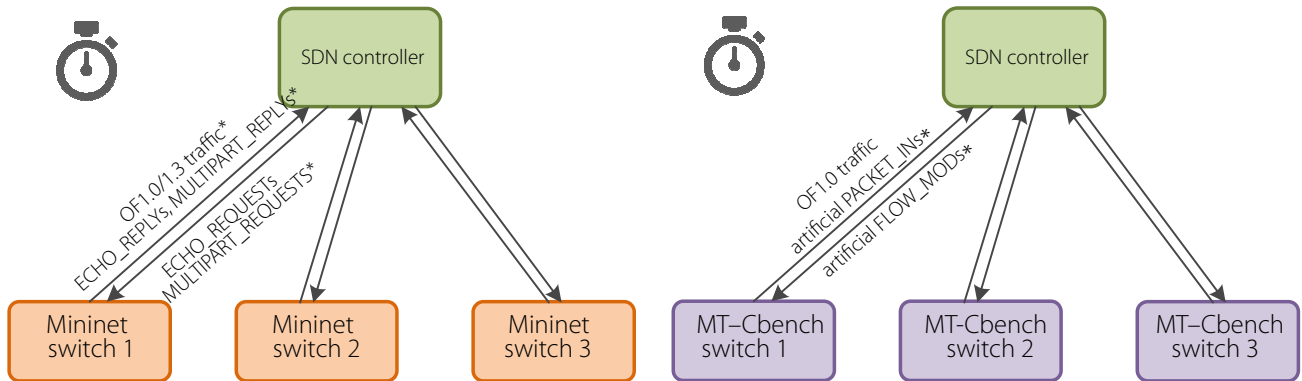 SDN controller
OF1.0/1.3 traffic*
ECHO_REPLYs, MULTIPART_REPLYs*
ECHO_REQUESTs
MULTIPART_REQUESTS*
Mininet
switch 1
Mininet
switch 2
Mininet
switch 3
SDN controller
OF1.0 traffic
artificial PACKET_INs*
artificial FLOW_MODs*
MT–Cbench
switch 1
MT-Cbench
switch 2
MT–Cbench
switch 3